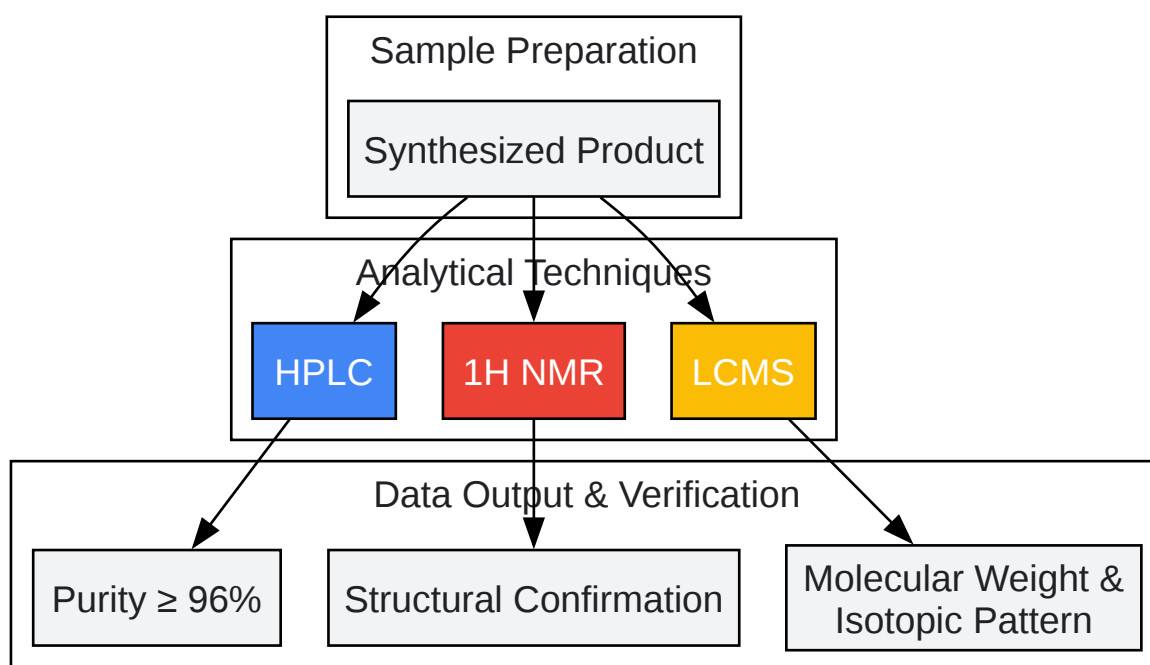 Sample Preparation
Synthesized Product
Analytical Techniques
HPLC
1H NMR
LCMS
Data Output & Verification
Purity ≥ 96%
Structural Confirmation
Molecular Weight &
Isotopic Pattern